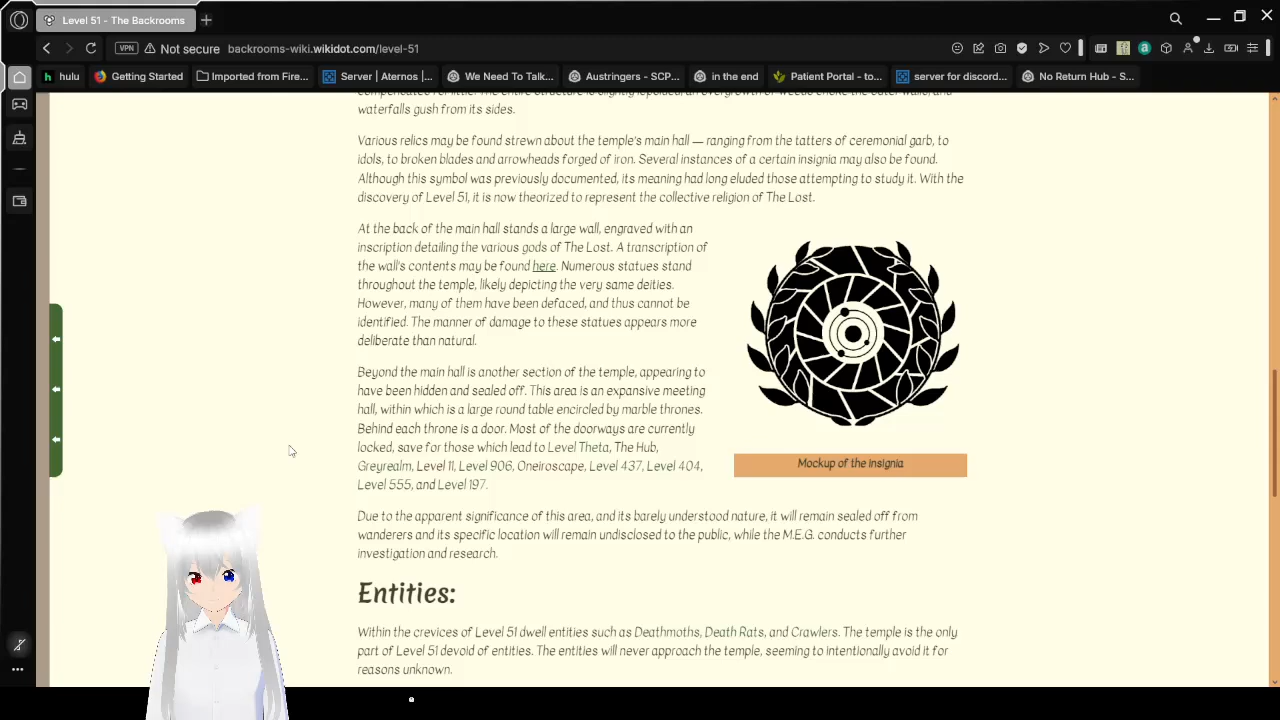 Level 51 - The Backrooms
VPN Not secure backrooms-wiki.wikidot.com/level-51
hulu Getting Started Imported from Fire... Server | Aternos |... We Need To Talk... Austringers - SCP... in the end Patient Portal - to... server for discord... No Return Hub - S...
waterfalls gush from its sides.
Various relics may be found strewn about the temple's main hall — ranging from the tatters of ceremonial garb, to
idols, to broken blades and arrowheads forged of iron. Several instances of a certain insignia may also be found.
Although this symbol was previously documented, its meaning had long eluded those attempting to study it. With the
discovery of Level 51, it is now theorized to represent the collective religion of The Lost.
At the back of the main hall stands a large wall, engraved with an
inscription detailing the various gods of The Lost. A transcription of
the wall's contents may be found here. Numerous statues stand
throughout the temple, likely depicting the very same deities.
However, many of them have been defaced, and thus cannot be
identified. The manner of damage to these statues appears more
deliberate than natural.
Beyond the main hall is another section of the temple, appearing to
have been hidden and sealed off. This area is an expansive meeting
hall, within which is a large round table encircled by marble thrones.
Behind each throne is a door. Most of the doorways are currently
locked, save for those which lead to Level Theta, The Hub,
Greyrealm, Level 11, Level 906, Oneiroscape, Level 437, Level 404,
Level 555, and Level 197.
Mockup of the insignia
Due to the apparent significance of this area, and its barely understood nature, it will remain sealed off from
wanderers and its specific location will remain undisclosed to the public, while the M.E.G. conducts further
investigation and research.
Entities:
Within the crevices of Level 51 dwell entities such as Deathmoths, Death Rats, and Crawlers. The temple is the only
part of Level 51 devoid of entities. The entities will never approach the temple, seeming to intentionally avoid it for
reasons unknown.